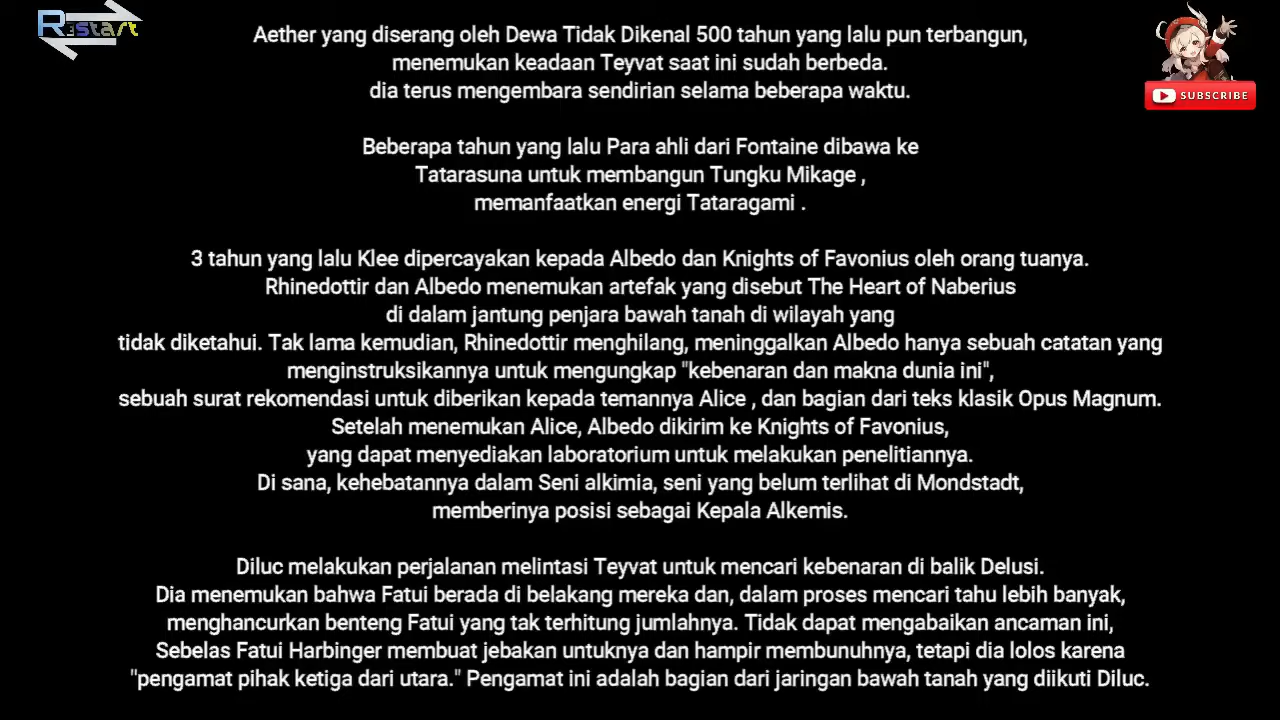 Restart
SUBSCRIBE
Aether yang diserang oleh Dewa Tidak Dikenal 500 tahun yang lalu pun terbangun,
menemukan keadaan Teyvat saat ini sudah berbeda.
dia terus mengembara sendirian selama beberapa waktu.
Beberapa tahun yang lalu Para ahli dari Fontaine dibawa ke
Tatarasuna untuk membangun Tungku Mikage ,
memanfaatkan energi Tataragami .
3 tahun yang lalu Klee dipercayakan kepada Albedo dan Knights of Favonius oleh orang tuanya.
Rhinedottir dan Albedo menemukan artefak yang disebut The Heart of Naberius
di dalam jantung penjara bawah tanah di wilayah yang
tidak diketahui. Tak lama kemudian, Rhinedottir menghilang, meninggalkan Albedo hanya sebuah catatan yang
menginstruksikannya untuk mengungkap "kebenaran dan makna dunia ini",
sebuah surat rekomendasi untuk diberikan kepada temannya Alice , dan bagian dari teks klasik Opus Magnum.
Setelah menemukan Alice, Albedo dikirim ke Knights of Favonius,
yang dapat menyediakan laboratorium untuk melakukan penelitiannya.
Di sana, kehebatannya dalam Seni alkimia, seni yang belum terlihat di Mondstadt,
memberinya posisi sebagai Kepala Alkemis.
Diluc melakukan perjalanan melintasi Teyvat untuk mencari kebenaran di balik Delusi.
Dia menemukan bahwa Fatui berada di belakang mereka dan, dalam proses mencari tahu lebih banyak,
menghancurkan benteng Fatui yang tak terhitung jumlahnya. Tidak dapat mengabaikan ancaman ini,
Sebelas Fatui Harbinger membuat jebakan untuknya dan hampir membunuhnya, tetapi dia lolos karena
"pengamat pihak ketiga dari utara." Pengamat ini adalah bagian dari jaringan bawah tanah yang diikuti Diluc.